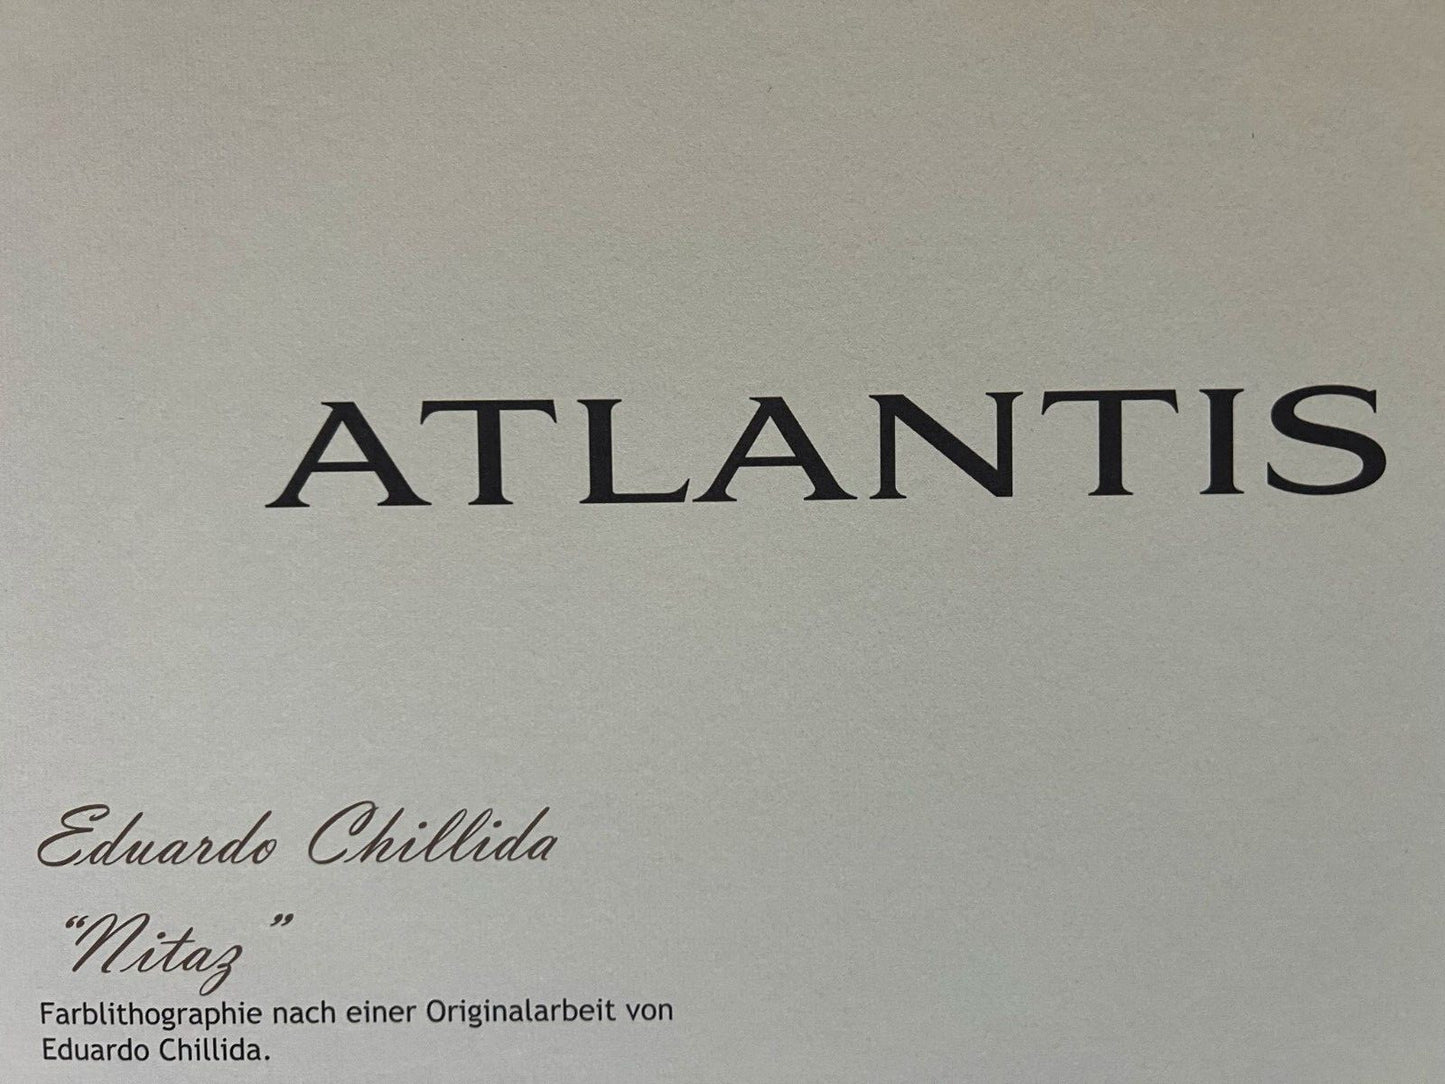 ATLANTIS
Eduardo Chillida
“Nitaz”
Farblithographie nach einer Originalarbeit von
Eduardo Chillida.